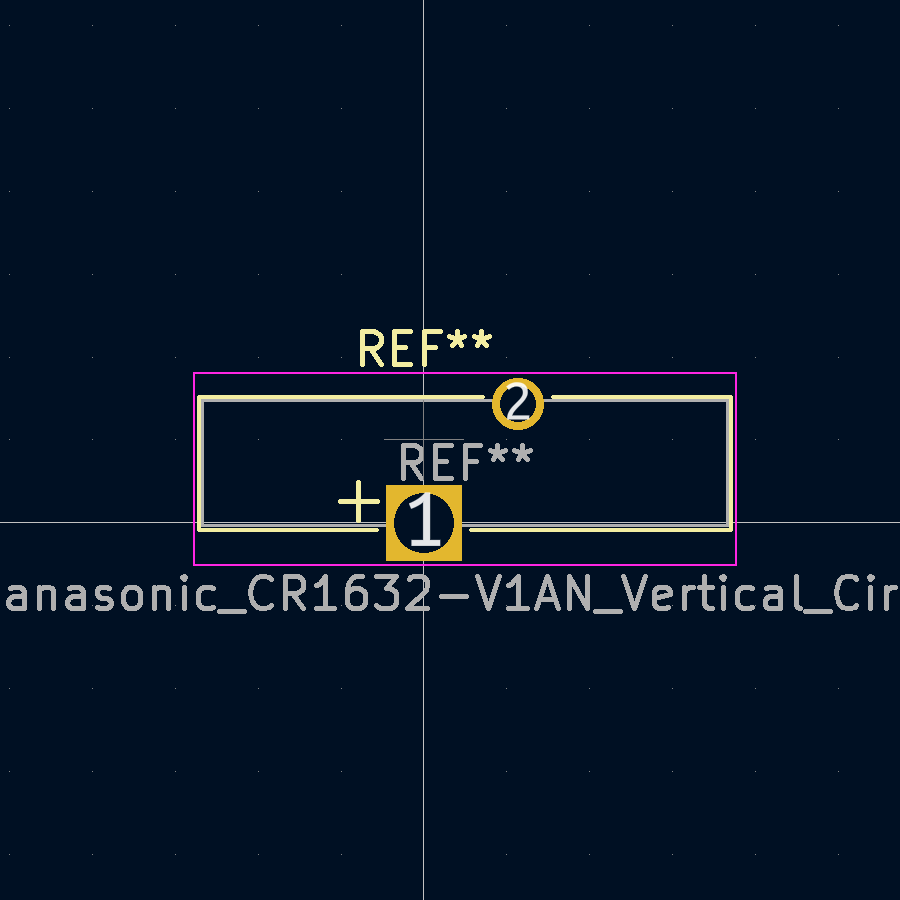 REF**
2
REF**
+
1
anasonic_CR1632-V1AN_Vertical_Cir